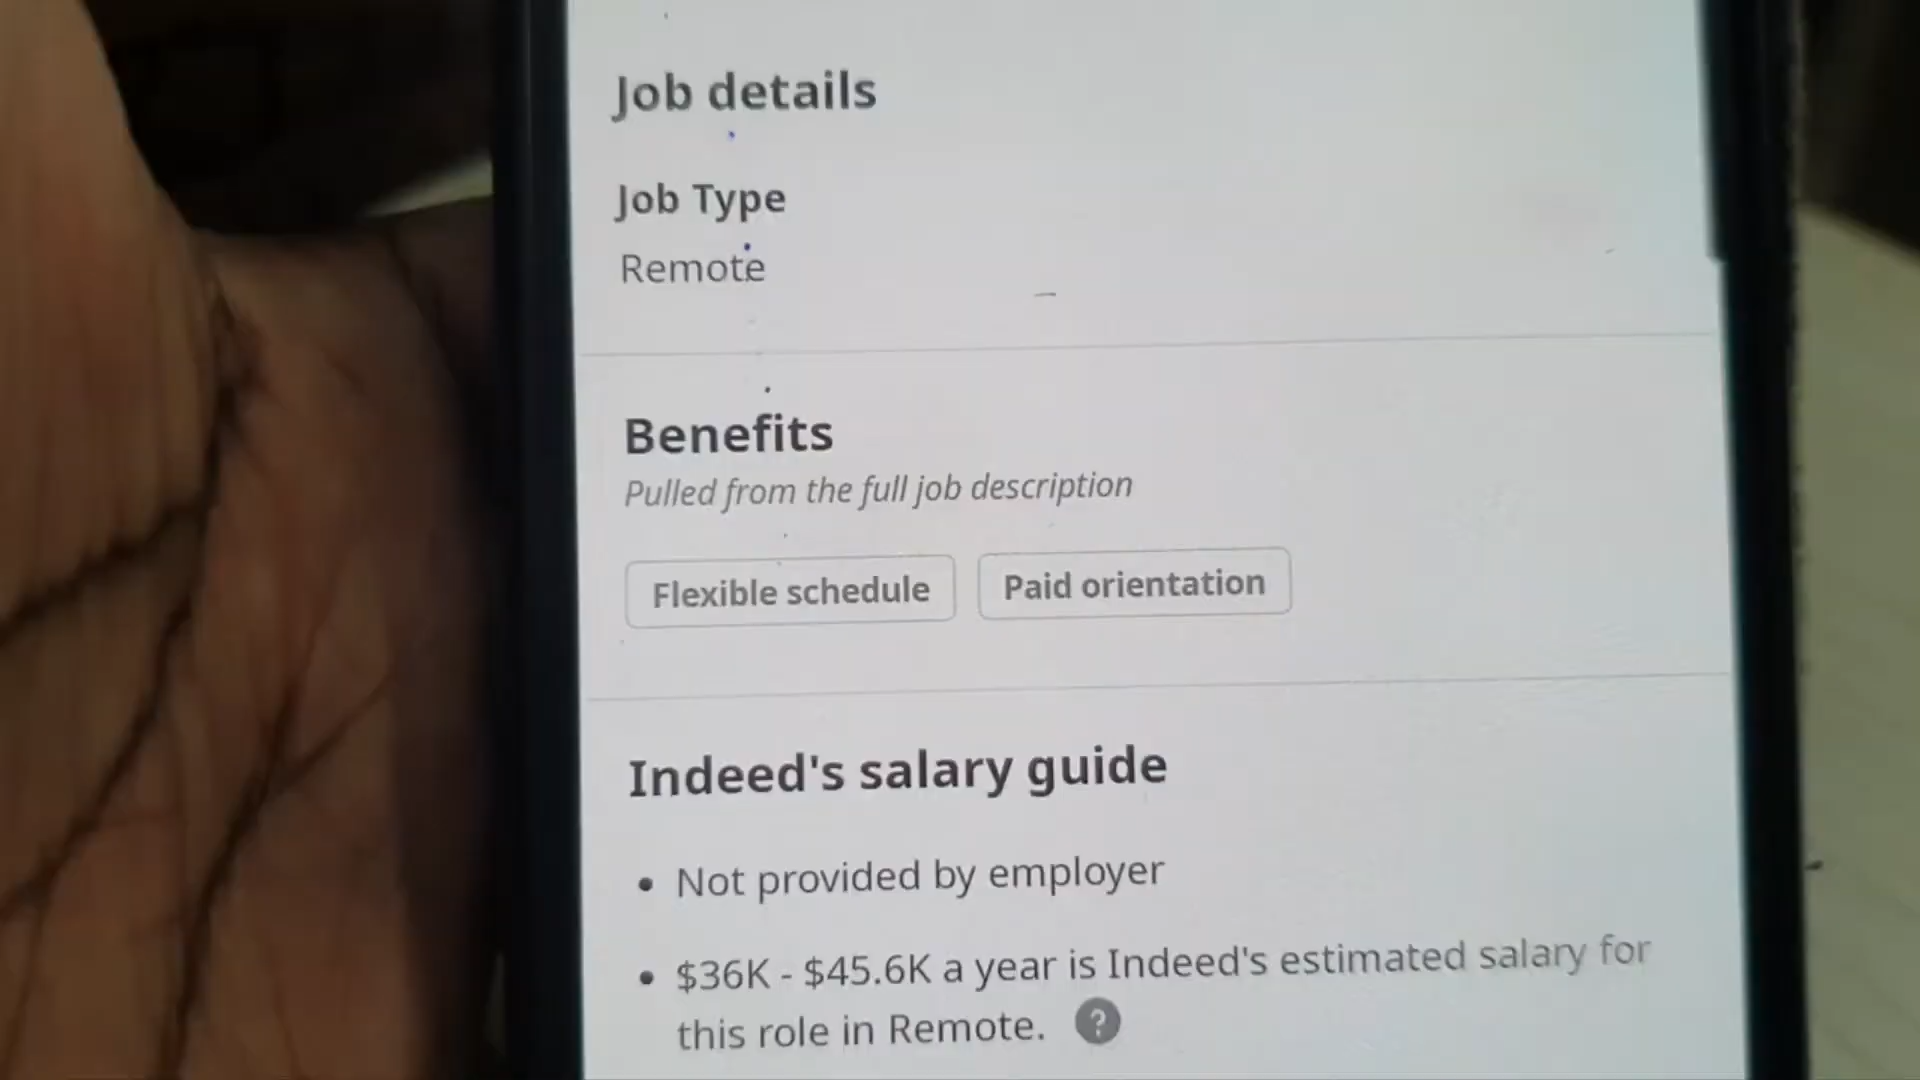 Job details
Job Type
Remote
Benefits
Pulled from the full job description
Flexible schedule Paid orientation
Indeed's salary guide
• Not provided by employer
• $36K - $45.6K a year is Indeed's estimated salary for
this role in Remote. ?